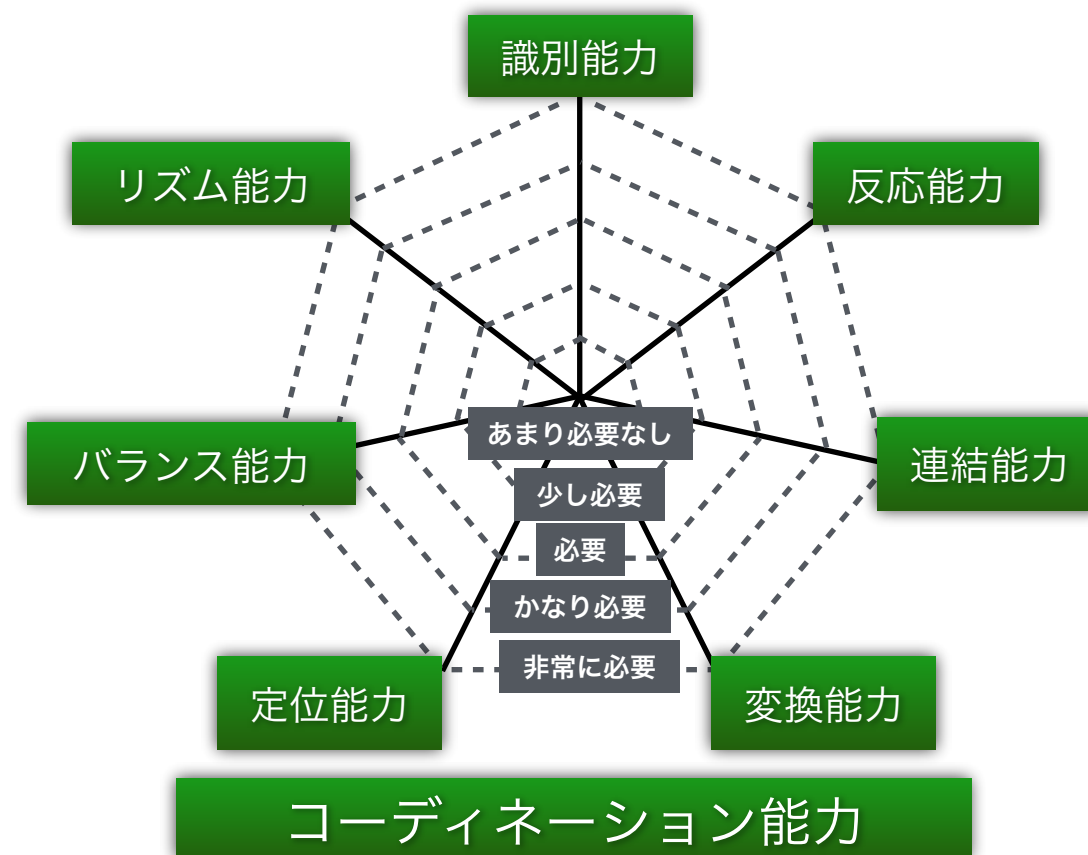 識別能力
リズム能力
反応能力
バランス能力
連結能力
あまり必要なし
少し必要
必要
かなり必要
非常に必要
定位能力
変換能力
コーディネーション能力